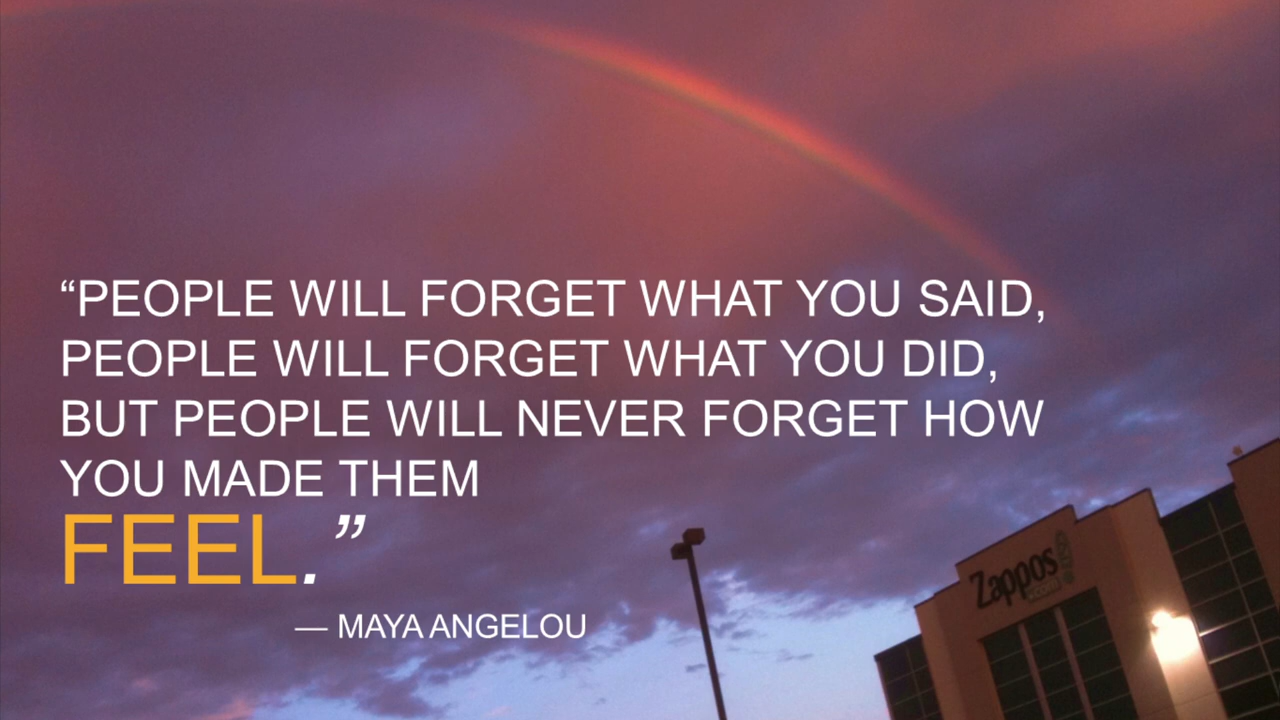 “PEOPLE WILL FORGET WHAT YOU SAID,
PEOPLE WILL FORGET WHAT YOU DID,
BUT PEOPLE WILL NEVER FORGET HOW
YOU MADE THEM
FEEL.”
— MAYA ANGELOU
Zappos